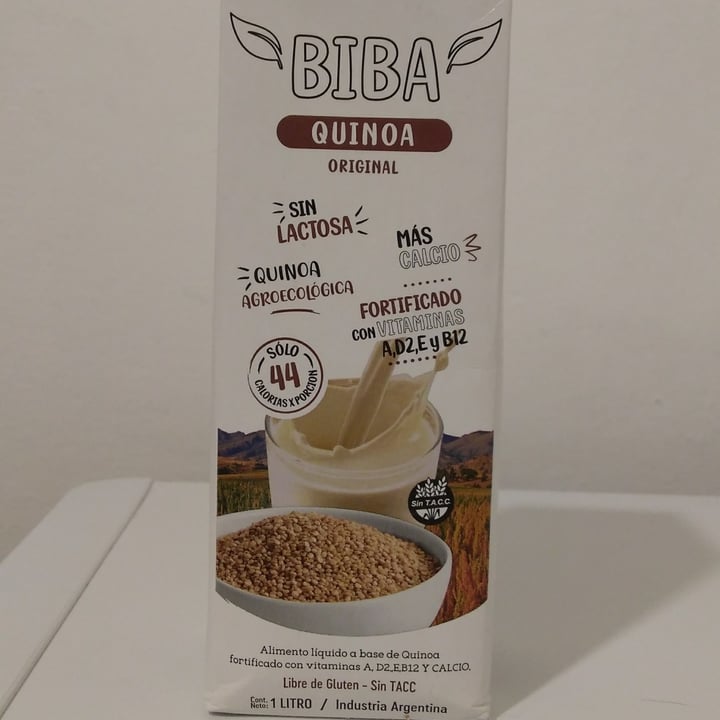 BIBA
QUINOA
ORIGINAL
SIN
LACTOSA
MÁS
CALCIO
QUINOA
AGROECOLÓGICA
FORTIFICADO
CON VITAMINAS
A,D2,E y B12
SÓLO
44
CALORIAS X PORCION
Sin T.A.C.C
Alimento líquido a base de Quinoa
fortificado con vitaminas A, D2,E,B12 Y CALCIO.
Libre de Gluten - Sin TACC
Cont.
Neto: 1 LITRO / Industria Argentina